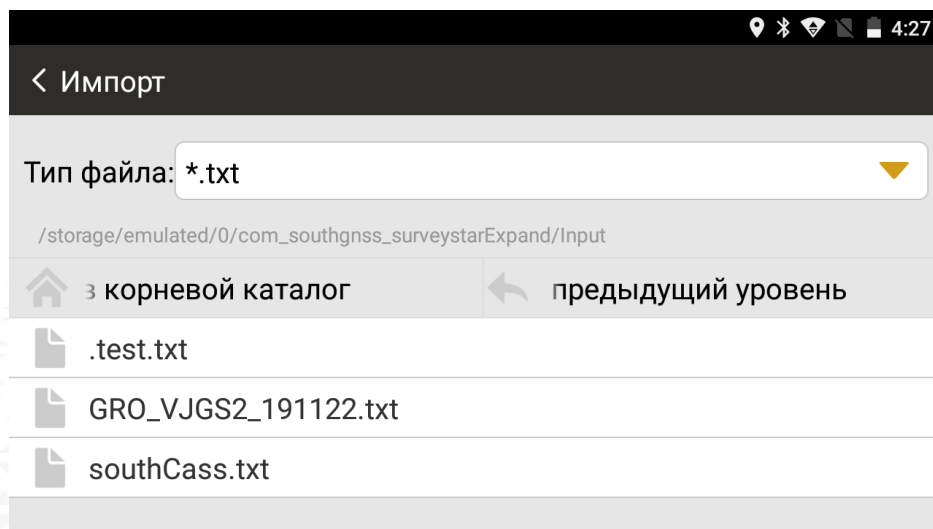 4:27
Импорт
Тип файла: *.txt
/storage/emulated/0/com_southgnss_surveystarExpand/Input
в корневой каталог предыдущий уровень
.test.txt
GRO_VJGS2_191122.txt
southCass.txt